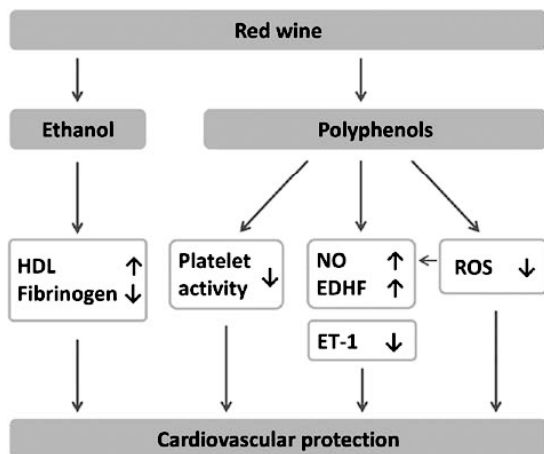 Red wine
Ethanol
Polyphenols
HDL ↑
Fibrinogen ↓
Platelet
activity ↓
NO ↑
EDHF ↑
ET-1 ↓
ROS ↓
Cardiovascular protection